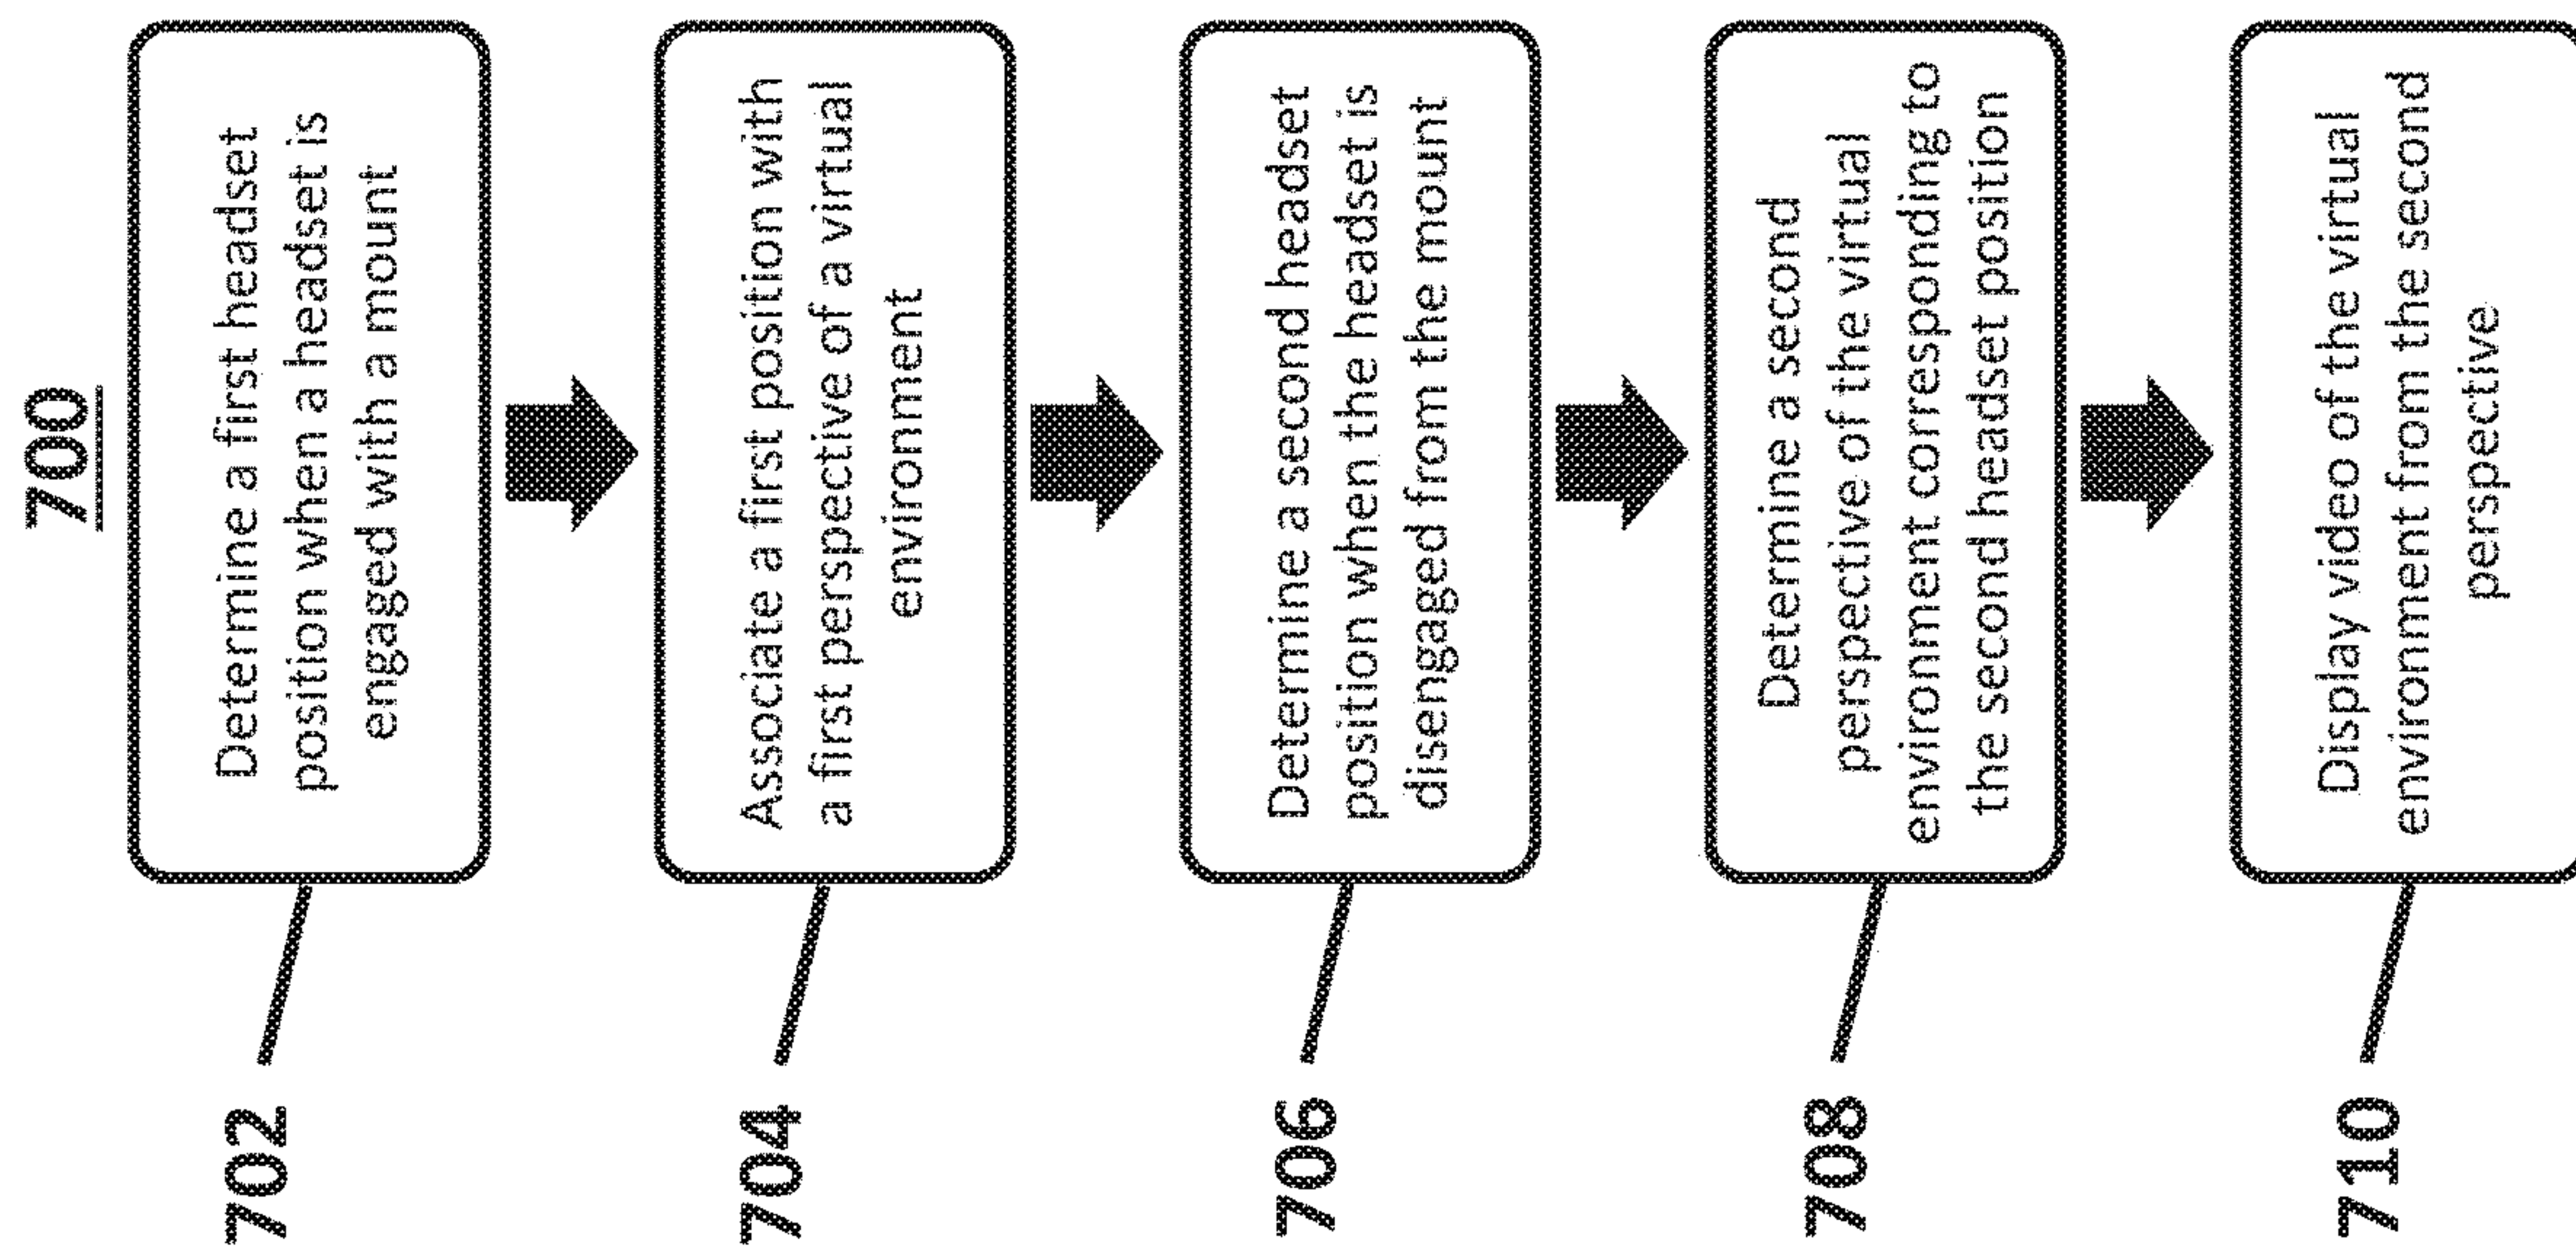 700
702
Determine a first headset
position when a headset is
engaged with a mount
704
Associate a first position with
a first perspective of a virtual
environment
706
Determine a second headset
position when the headset is
disengaged from the mount
708
Determine a second
perspective of the virtual
environment corresponding to
the second headset position
710
Display video of the virtual
environment from the second
perspective